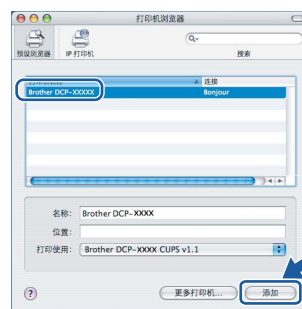 打印机浏览器
预设浏览器 IP 打印机 搜索
连接
Brother DCP-XXXXX Bonjour
名称: Brother DCP-XXXX
位置:
打印使用: Brother DCP-XXXX CUPS v1.1
? 更多打印机... 添加